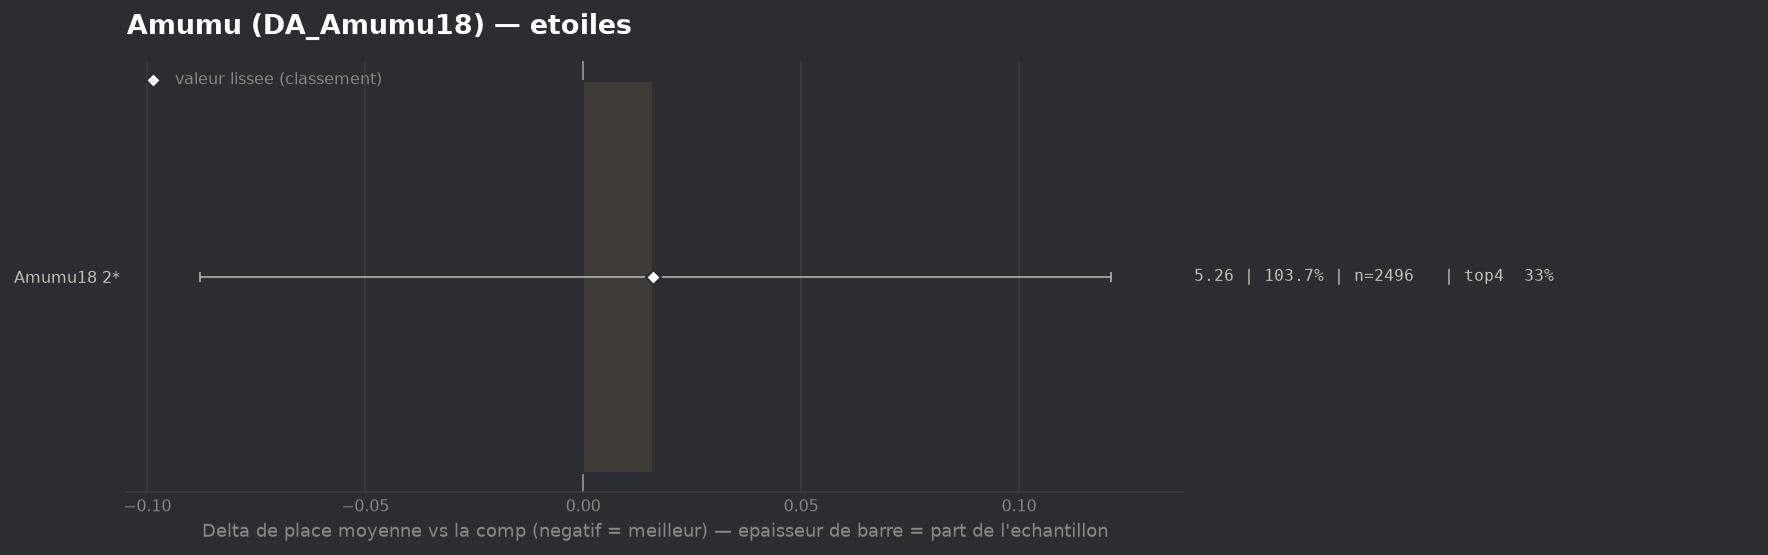 Amumu (DA_Amumu18) — etoiles
valeur lissee (classement)
Amumu18 2*
5.26 | 103.7% | n=2496 | top4 33%
−0.10 −0.05 0.00 0.05 0.10
Delta de place moyenne vs la comp (negatif = meilleur) — epaisseur de barre = part de l'echantillon